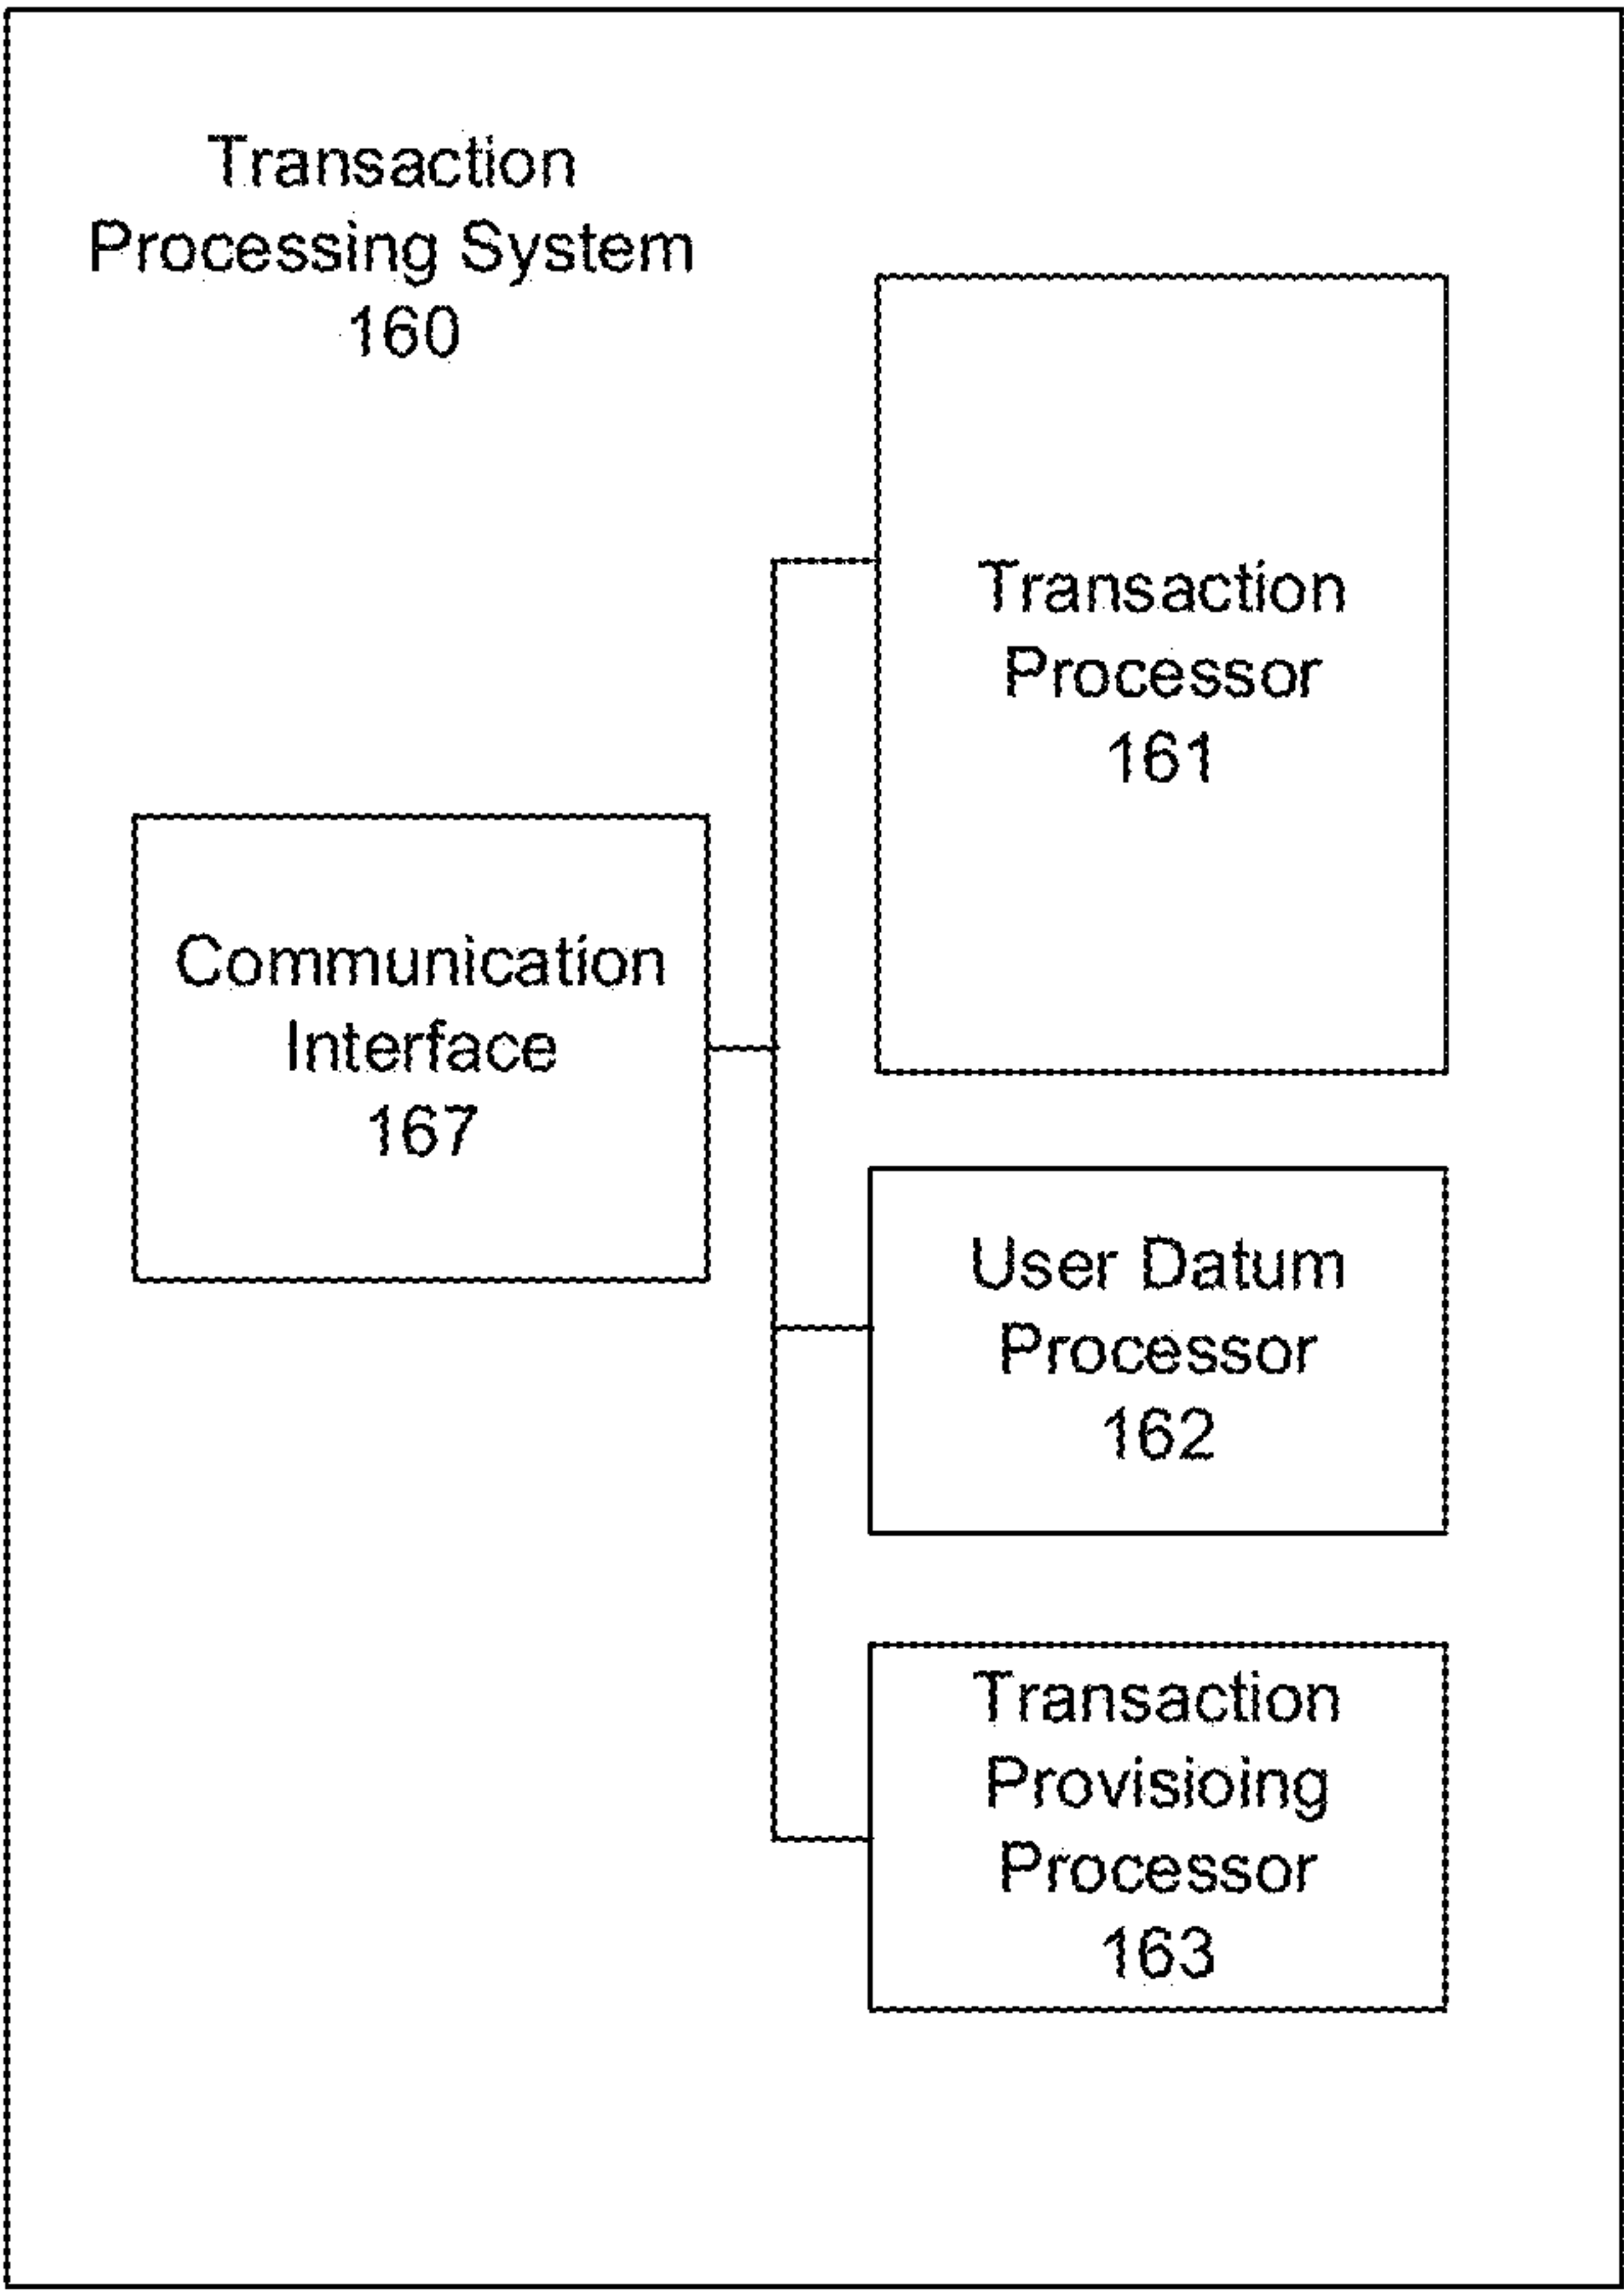 Transaction
Processing System
160
Transaction
Processor
161
Communication
Interface
167
User Datum
Processor
162
Transaction
Provisioing
Processor
163